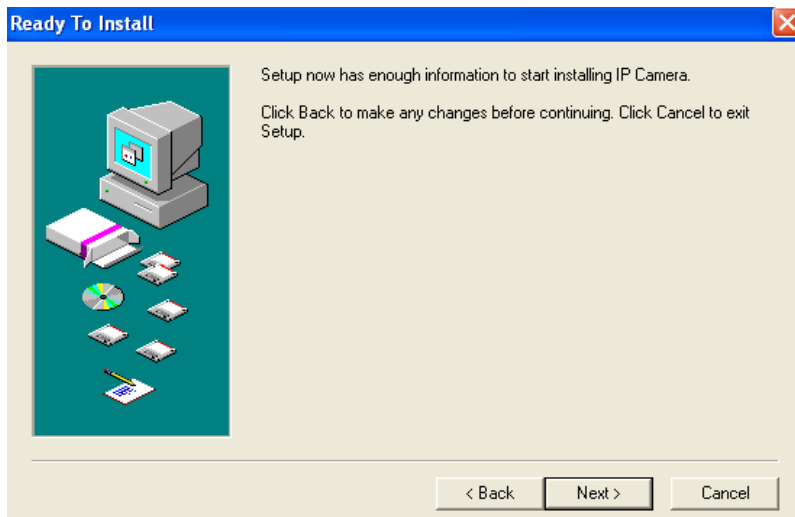 Ready To Install
Setup now has enough information to start installing IP Camera.
Click Back to make any changes before continuing. Click Cancel to exit
Setup.
< Back
Next >
Cancel